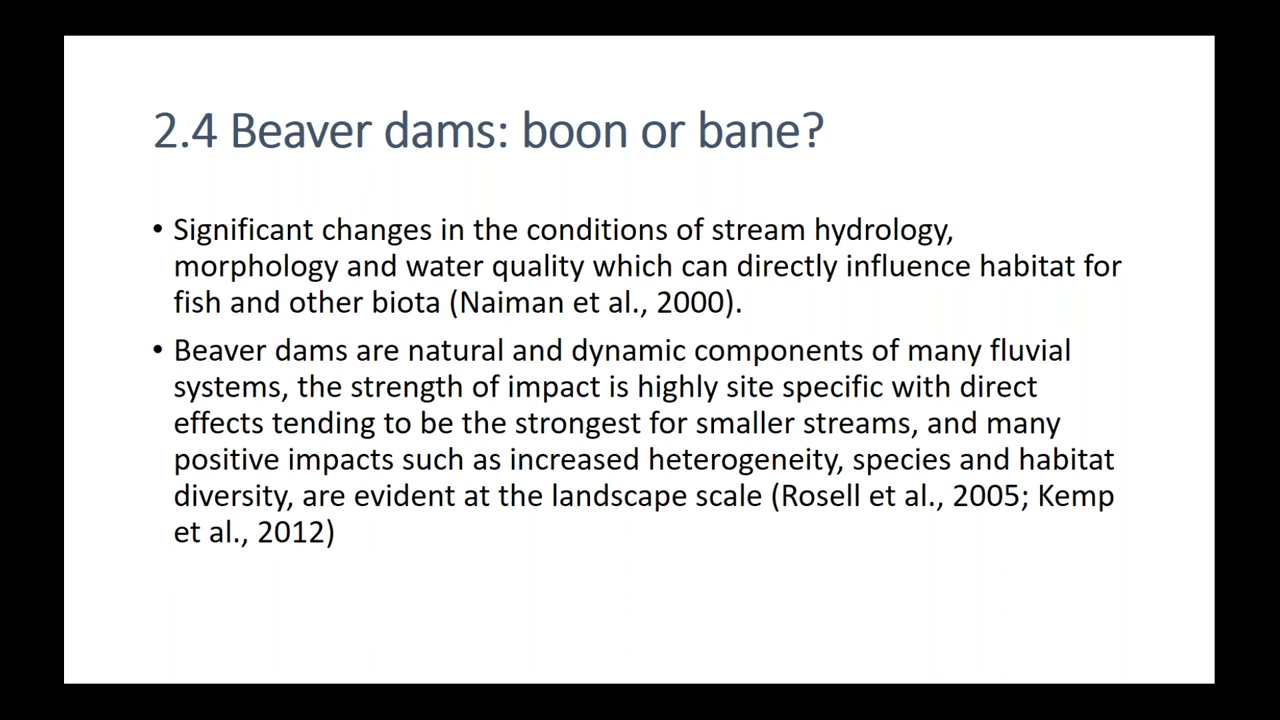 2.4 Beaver dams: boon or bane?
• Significant changes in the conditions of stream hydrology,
morphology and water quality which can directly influence habitat for
fish and other biota (Naiman et al., 2000).
• Beaver dams are natural and dynamic components of many fluvial
systems, the strength of impact is highly site specific with direct
effects tending to be the strongest for smaller streams, and many
positive impacts such as increased heterogeneity, species and habitat
diversity, are evident at the landscape scale (Rosell et al., 2005; Kemp
et al., 2012)